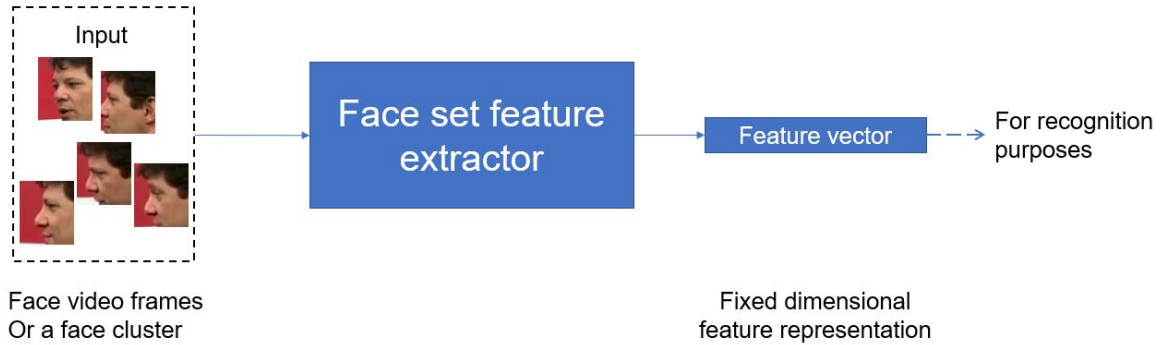 Input
Face set feature
extractor
Feature vector
For recognition
purposes
Face video frames
Or a face cluster
Fixed dimensional
feature representation